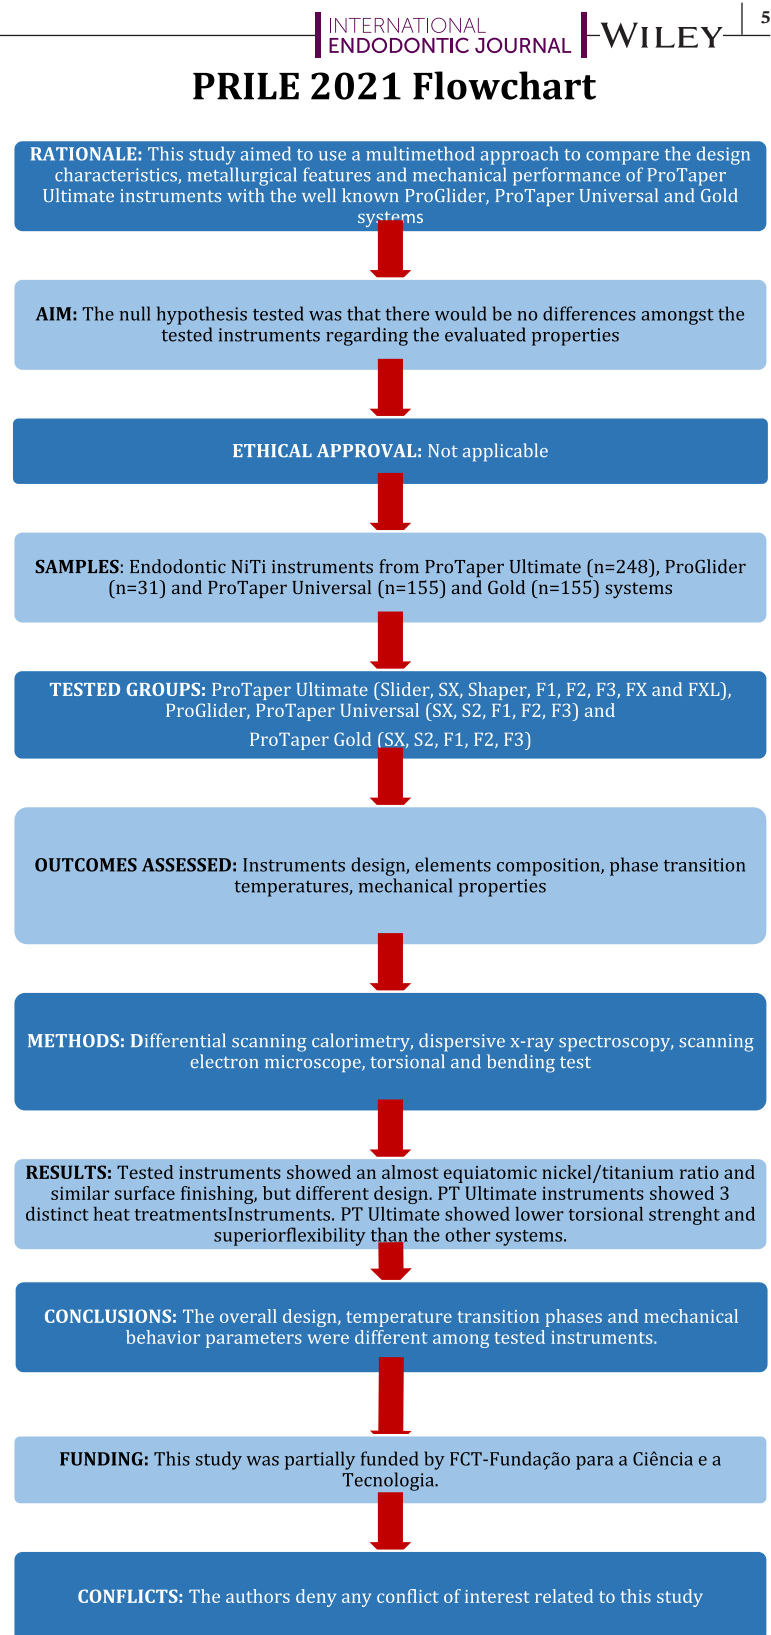 INTERNATIONAL
ENDODONTIC JOURNAL
WILEY
5
PRILE 2021 Flowchart
RATIONALE: This study aimed to use a multimethod approach to compare the design
characteristics, metallurgical features and mechanical performance of ProTaper
Ultimate instruments with the well known ProGlider, ProTaper Universal and Gold
systems
AIM: The null hypothesis tested was that there would be no differences amongst the
tested instruments regarding the evaluated properties
ETHICAL APPROVAL: Not applicable
SAMPLES: Endodontic NiTi instruments from ProTaper Ultimate (n=248), ProGlider
(n=31) and ProTaper Universal (n=155) and Gold (n=155) systems
TESTED GROUPS: ProTaper Ultimate (Slider, SX, Shaper, F1, F2, F3, FX and FXL),
ProGlider, ProTaper Universal (SX, S2, F1, F2, F3) and
ProTaper Gold (SX, S2, F1, F2, F3)
OUTCOMES ASSESSED: Instruments design, elements composition, phase transition
temperatures, mechanical properties
METHODS: Differential scanning calorimetry, dispersive x-ray spectroscopy, scanning
electron microscope, torsional and bending test
RESULTS: Tested instruments showed an almost equiatomic nickel/titanium ratio and
similar surface finishing, but different design. PT Ultimate instruments showed 3
distinct heat treatmentsInstruments. PT Ultimate showed lower torsional strenght and
superiorflexibility than the other systems.
CONCLUSIONS: The overall design, temperature transition phases and mechanical
behavior parameters were different among tested instruments.
FUNDING: This study was partially funded by FCT-Fundação para a Ciência e a
Tecnologia.
CONFLICTS: The authors deny any conflict of interest related to this study